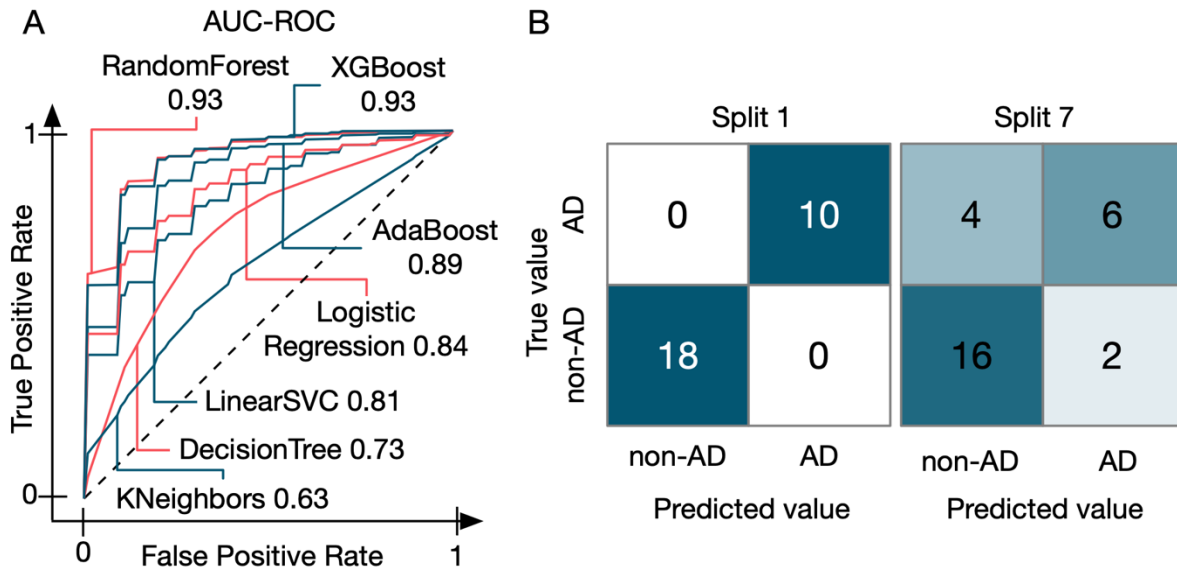 A
AUC-ROC
RandomForest
0.93
XGBoost
0.93
AdaBoost
0.89
Logistic
Regression 0.84
LinearSVC 0.81
DecisionTree 0.73
KNeighbors 0.63
True Positive Rate
1
0
0
1
False Positive Rate
B
Split 1
Split 7
True value
AD
non-AD
0
10
4
6
18
0
16
2
non-AD
AD
non-AD
AD
Predicted value
Predicted value